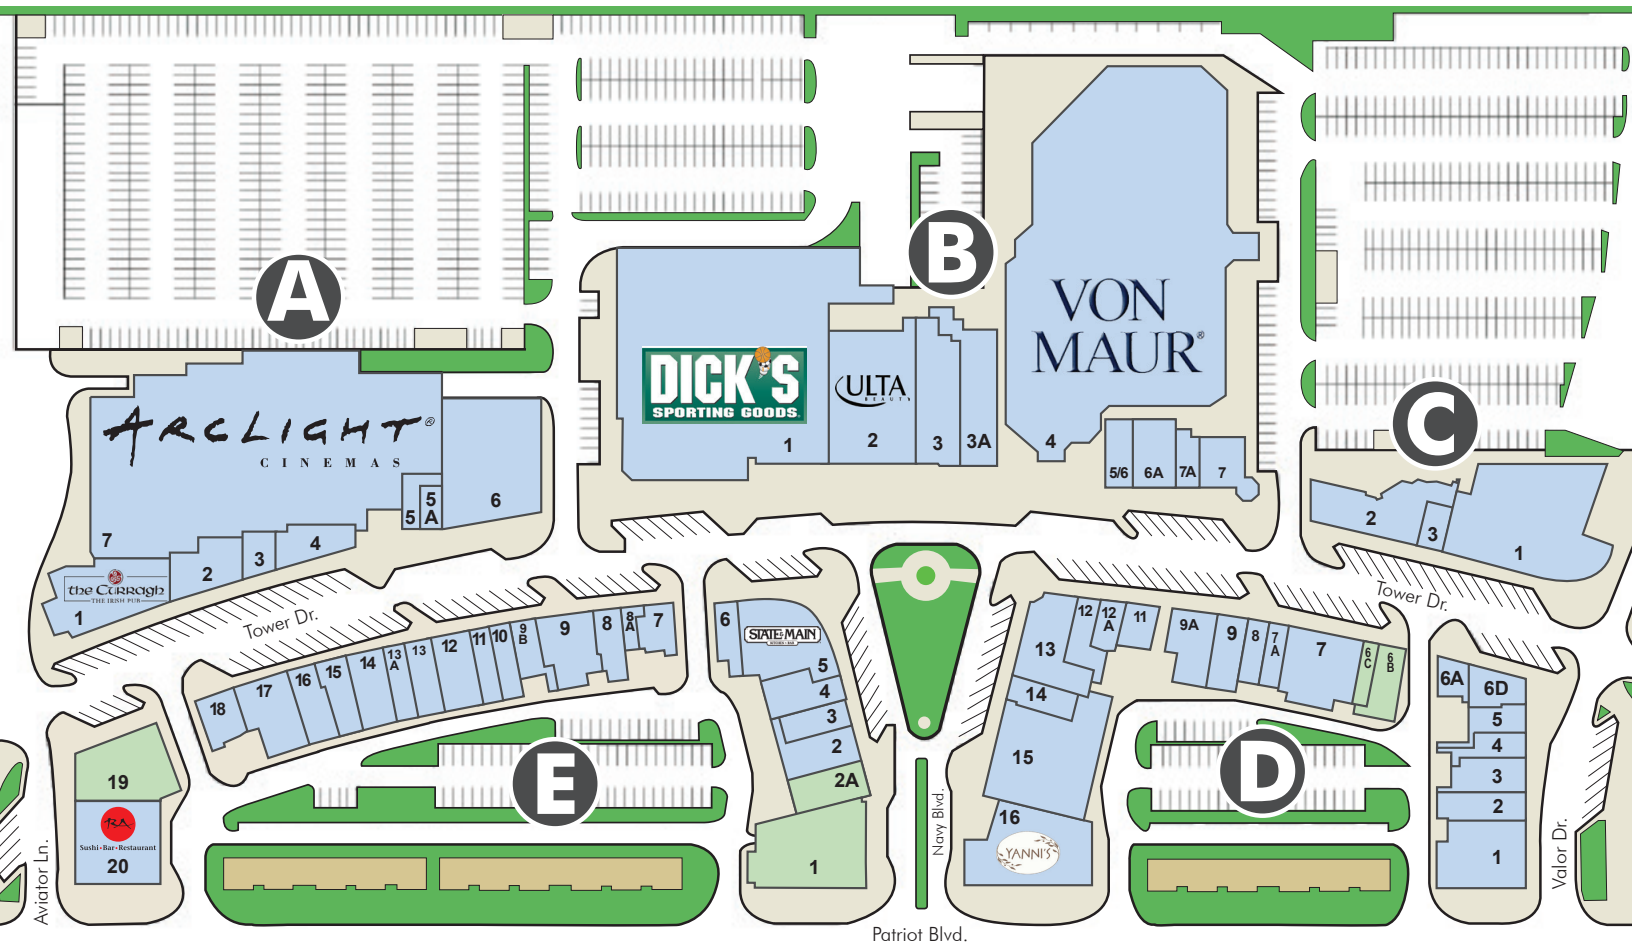 A
B
C
D
E
ARCLIGHT®
CINEMAS
7
5
5
A
6
the Curragh
THE IRISH PUB
1
2
3
4
DICK'S
SPORTING GOODS
1
ULTA
BEAUTY
2
3
3A
VON
MAUR®
4
5/6
6A
7A
7
2
3
1
Tower Dr.
Tower Dr.
18
17
16
15
14
13
A
13
12
11
10
9
B
9
8
8
A
7
19
RA
Sushi•Bar•Restaurant
20
6
STATE & MAIN
5
4
3
2
2A
1
13
12
12
A
11
14
15
16
YANNI'S
9A
9
8
7
A
7
6
C
6
B
6A
6D
5
4
3
2
1
Aviator Ln.
Navy Blvd.
Valor Dr.
Patriot Blvd.